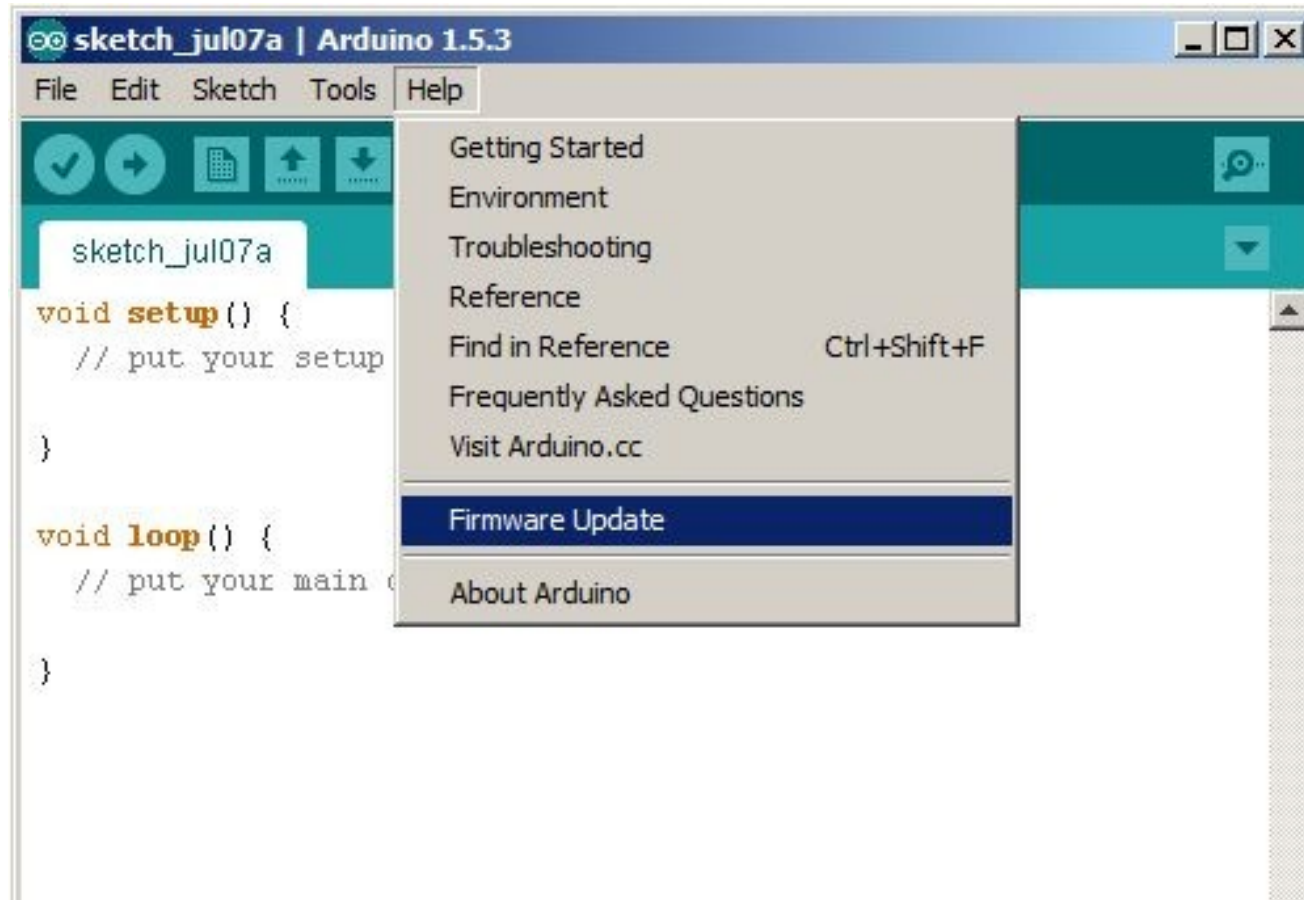 sketch_jul07a | Arduino 1.5.3
File Edit Sketch Tools Help
Getting Started
Environment
Troubleshooting
Reference
Find in Reference Ctrl+Shift+F
Frequently Asked Questions
Visit Arduino.cc
Firmware Update
About Arduino
sketch_jul07a
void setup() {
// put your setup
}
void loop() {
// put your main
}